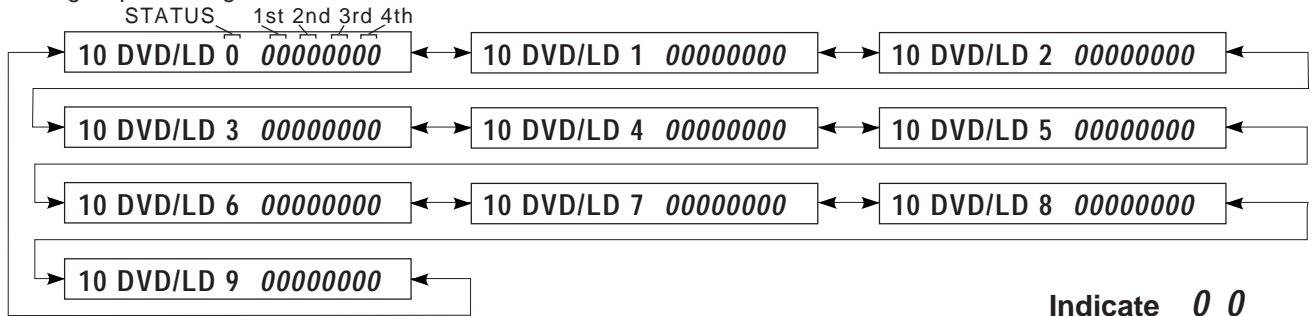 STATUS 1st 2nd 3rd 4th
10 DVD/LD 0 00000000 10 DVD/LD 1 00000000 10 DVD/LD 2 00000000
10 DVD/LD 3 00000000 10 DVD/LD 4 00000000 10 DVD/LD 5 00000000
10 DVD/LD 6 00000000 10 DVD/LD 7 00000000 10 DVD/LD 8 00000000
10 DVD/LD 9 00000000
Indicate 0 0